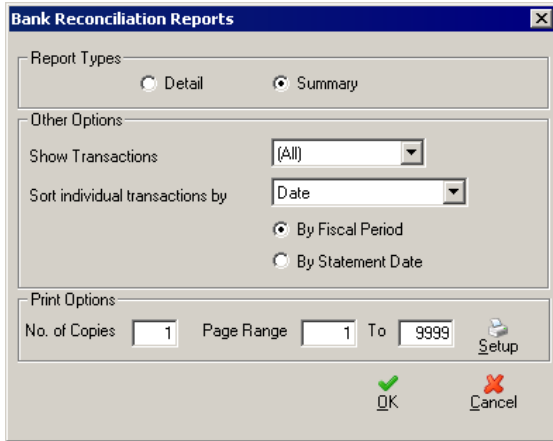 Bank Reconciliation Reports
Report Types
Detail Summary
Other Options
Show Transactions (All)
Sort individual transactions by Date
By Fiscal Period
By Statement Date
Print Options
No. of Copies 1 Page Range 1 To 9999 Setup
OK Cancel